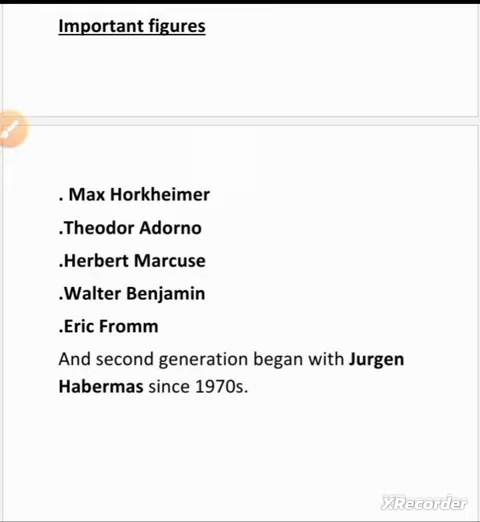 Important figures
. Max Horkheimer
.Theodor Adorno
.Herbert Marcuse
.Walter Benjamin
.Eric Fromm
And second generation began with Jurgen
Habermas since 1970s.
XRecorder